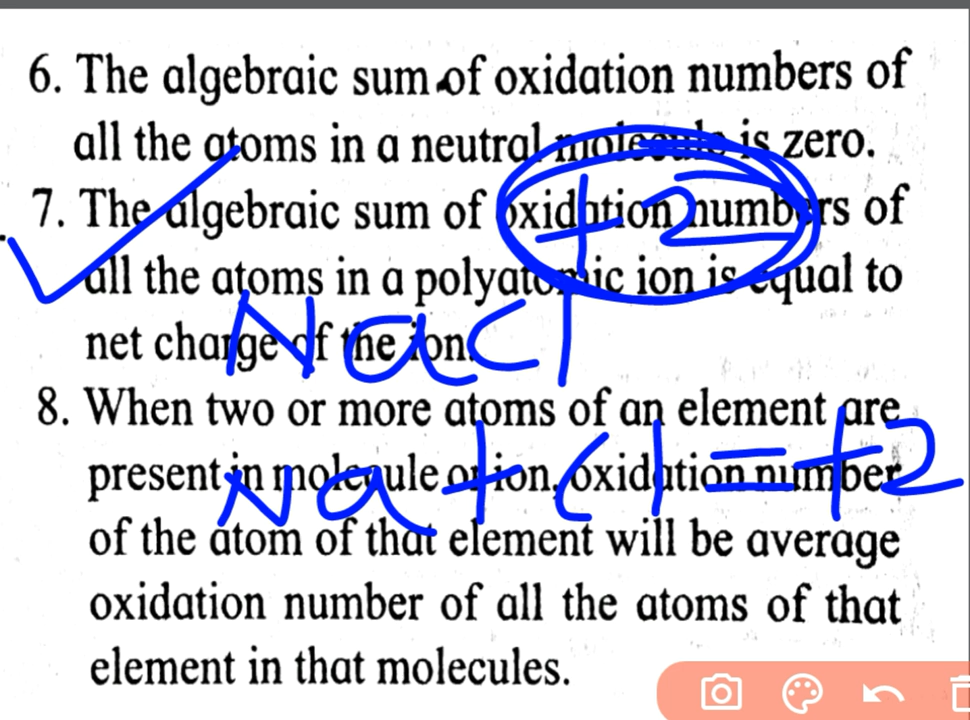 6. The algebraic sum of oxidation numbers of
all the atoms in a neutral molecule is zero.
7. The algebraic sum of oxidation numbers of
+2
all the atoms in a polyatomic ion is equal to
net charge of the ion.
NaCl
8. When two or more atoms of an element are
present in molecule or ion, oxidation number
Na+Cl=+2
of the atom of that element will be average
oxidation number of all the atoms of that
element in that molecules.